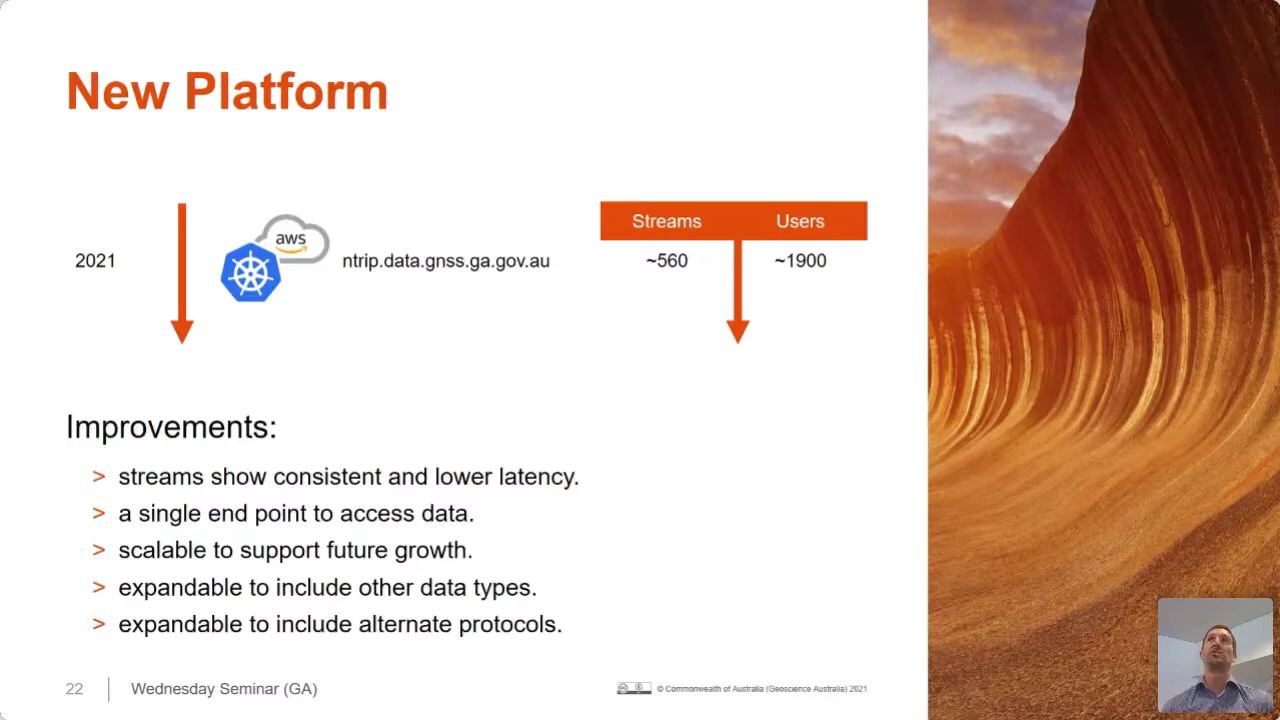 New Platform
Streams Users
aws
2021 ntrip.data.gnss.ga.gov.au ~560 ~1900
Improvements:
> streams show consistent and lower latency.
> a single end point to access data.
> scalable to support future growth.
> expandable to include other data types.
> expandable to include alternate protocols.
22 Wednesday Seminar (GA) © Commonwealth of Australia (Geoscience Australia) 2021